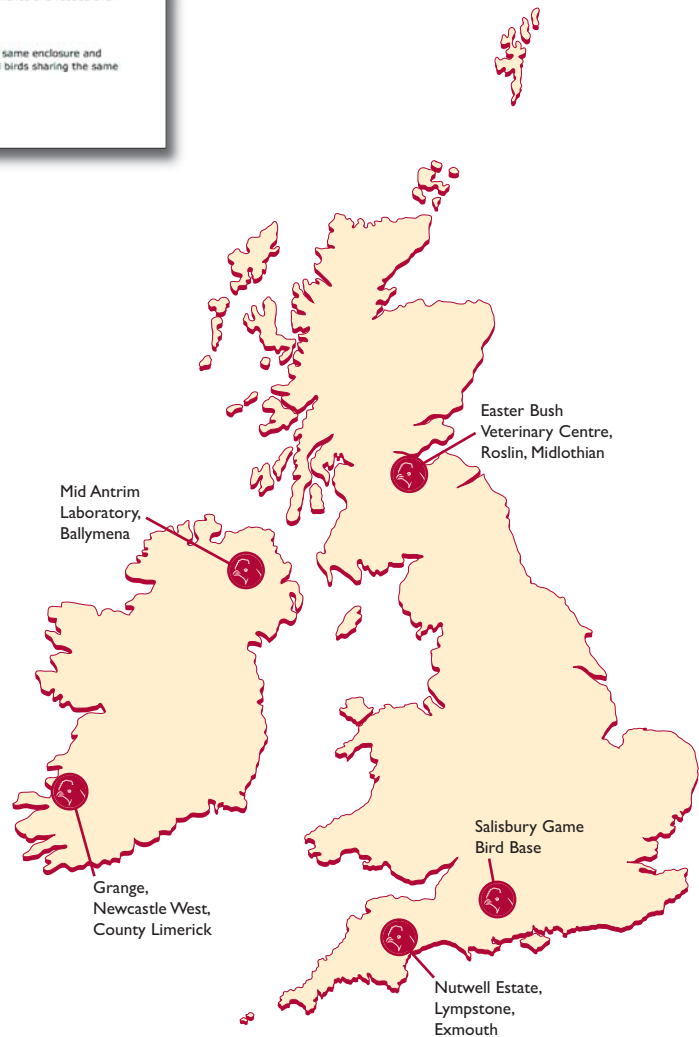 same enclosure and
birds sharing the same
Easter Bush
Veterinary Centre,
Roslin, Midlothian
Mid Antrim
Laboratory,
Ballymena
Salisbury Game
Bird Base
Grange,
Newcastle West,
County Limerick
Nutwell Estate,
Lympstone,
Exmouth